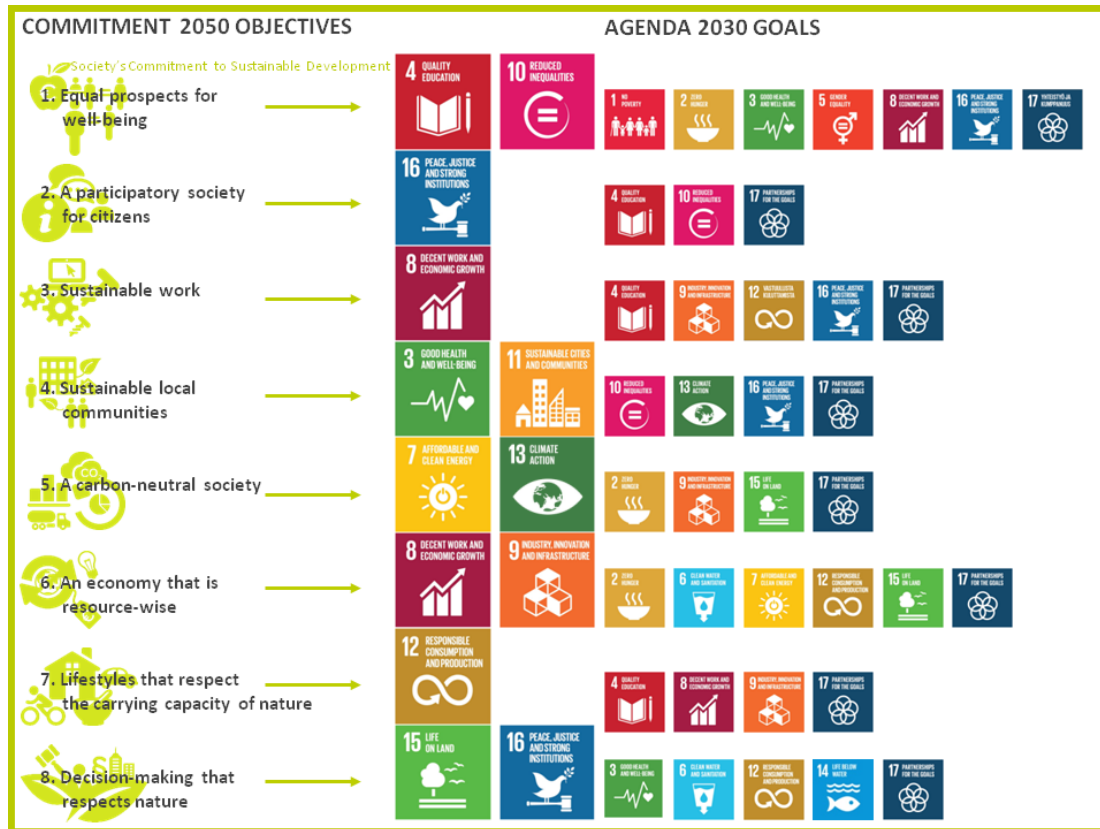 COMMITMENT 2050 OBJECTIVES
AGENDA 2030 GOALS
Society's Commitment to Sustainable Development
1. Equal prospects for
well-being
4 QUALITY
EDUCATION
10 REDUCED
INEQUALITIES
1 NO
POVERTY
2 ZERO
HUNGER
3 GOOD HEALTH
AND WELL-BEING
5 GENDER
EQUALITY
8 DECENT WORK AND
ECONOMIC GROWTH
16 PEACE, JUSTICE
AND STRONG
INSTITUTIONS
17 YHTEISTYÖ JA
KUMPPANUUS
2. A participatory society
for citizens
16 PEACE, JUSTICE
AND STRONG
INSTITUTIONS
4 QUALITY
EDUCATION
10 REDUCED
INEQUALITIES
17 PARTNERSHIPS
FOR THE GOALS
3. Sustainable work
8 DECENT WORK AND
ECONOMIC GROWTH
4 QUALITY
EDUCATION
9 INDUSTRY, INNOVATION
AND INFRASTRUCTURE
12 VASTUULLISTA
KULUTTAMISTA
16 PEACE, JUSTICE
AND STRONG
INSTITUTIONS
17 PARTNERSHIPS
FOR THE GOALS
4. Sustainable local
communities
3 GOOD HEALTH
AND WELL-BEING
11 SUSTAINABLE CITIES
AND COMMUNITIES
10 REDUCED
INEQUALITIES
13 CLIMATE
ACTION
16 PEACE, JUSTICE
AND STRONG
INSTITUTIONS
17 PARTNERSHIPS
FOR THE GOALS
5. A carbon-neutral society
CO
7 AFFORDABLE AND
CLEAN ENERGY
13 CLIMATE
ACTION
2 ZERO
HUNGER
9 INDUSTRY, INNOVATION
AND INFRASTRUCTURE
15 LIFE
ON LAND
17 PARTNERSHIPS
FOR THE GOALS
6. An economy that is
resource-wise
8 DECENT WORK AND
ECONOMIC GROWTH
9 INDUSTRY, INNOVATION
AND INFRASTRUCTURE
2 ZERO
HUNGER
6 CLEAN WATER
AND SANITATION
7 AFFORDABLE AND
CLEAN ENERGY
12 RESPONSIBLE
CONSUMPTION
AND PRODUCTION
15 LIFE
ON LAND
17 PARTNERSHIPS
FOR THE GOALS
7. Lifestyles that respect
the carrying capacity of nature
12 RESPONSIBLE
CONSUMPTION
AND PRODUCTION
4 QUALITY
EDUCATION
8 DECENT WORK AND
ECONOMIC GROWTH
9 INDUSTRY, INNOVATION
AND INFRASTRUCTURE
17 PARTNERSHIPS
FOR THE GOALS
8. Decision-making that
respects nature
15 LIFE
ON LAND
16 PEACE, JUSTICE
AND STRONG
INSTITUTIONS
3 GOOD HEALTH
AND WELL-BEING
6 CLEAN WATER
AND SANITATION
12 RESPONSIBLE
CONSUMPTION
AND PRODUCTION
14 LIFE BELOW
WATER
17 PARTNERSHIPS
FOR THE GOALS